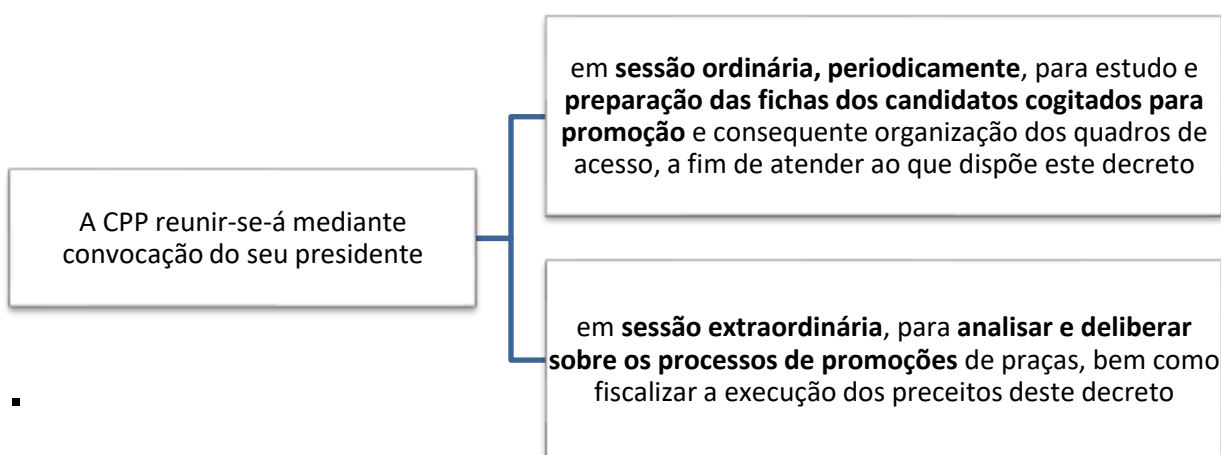 em sessão ordinária, periodicamente, para estudo e
preparação das fichas dos candidatos cogitados para
promoção e consequente organização dos quadros de
acesso, a fim de atender ao que dispõe este decreto
A CPP reunir-se-á mediante
convocação do seu presidente
em sessão extraordinária, para analisar e deliberar
sobre os processos de promoções de praças, bem como
fiscalizar a execução dos preceitos deste decreto